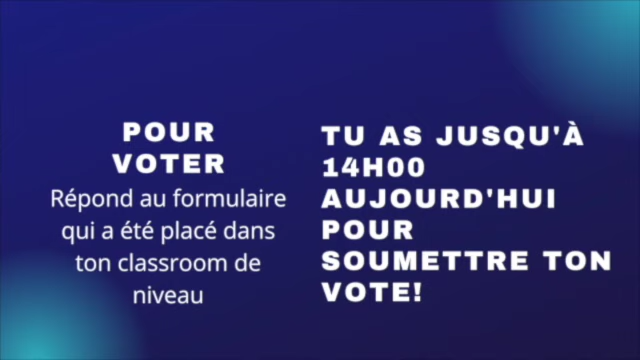 POUR
VOTER
Répond au formulaire
qui a été placé dans
ton classroom de
niveau
TU AS JUSQU'À
14H00
AUJOURD'HUI
POUR
SOUMETTRE TON
VOTE!